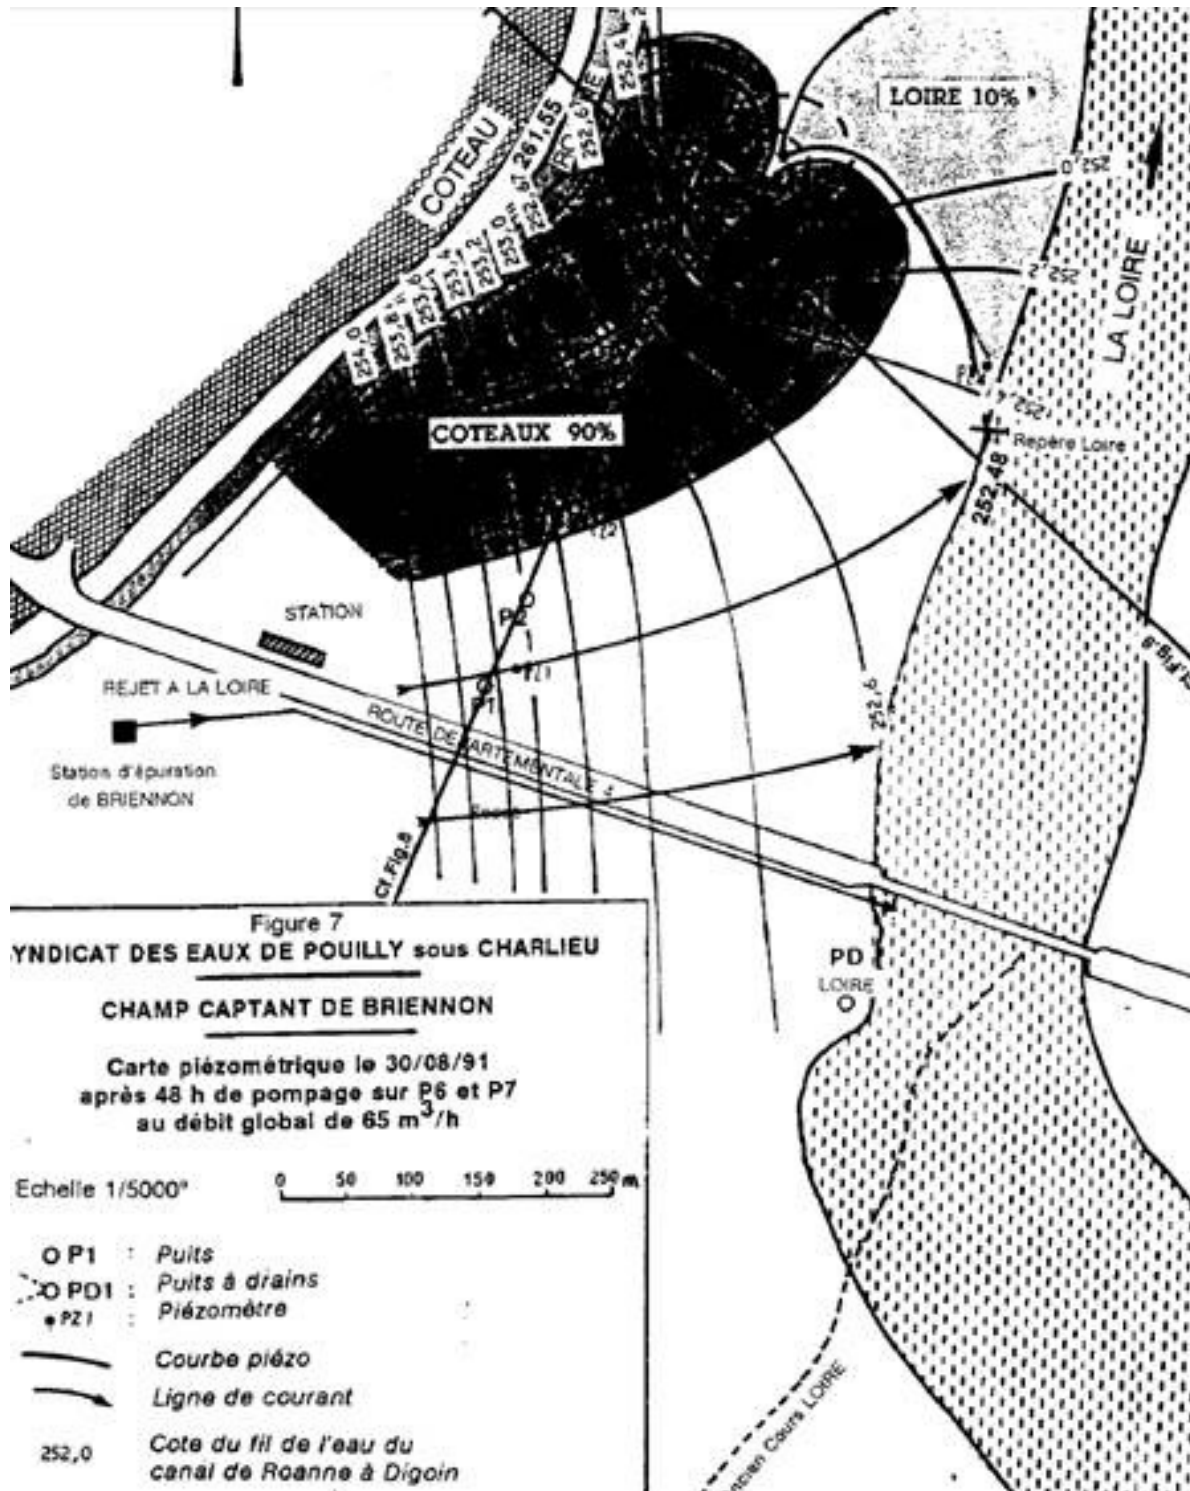 COTEAU
261.55
252,4
252,6
252,67
253,0
253,2
253,4
253,6
253,8
254,0
LOIRE 10%
252,0
252,2
LA LOIRE
252,4
Repère Loire
252,48
COTEAUX 90%
P2
STATION
PZ1
P1
REJET A LA LOIRE
ROUTE DEPARTEMENTALE 4
252,6
Station d'épuration
de BRIENNON
Cf.Fig.8
PD
LOIRE
Figure 7
YNDICAT DES EAUX DE POUILLY sous CHARLIEU
CHAMP CAPTANT DE BRIENNON
Carte piézométrique le 30/08/91
après 48 h de pompage sur P6 et P7
au débit global de 65 m³/h
Echelle 1/5000°
0 50 100 150 200 250 m
O P1 : Puits
O PD1 : Puits à drains
PZ1 : Piézomètre
Courbe piézo
Ligne de courant
252,0 Cote du fil de l'eau du
canal de Roanne à Digoin
ncien Cours LOIRE